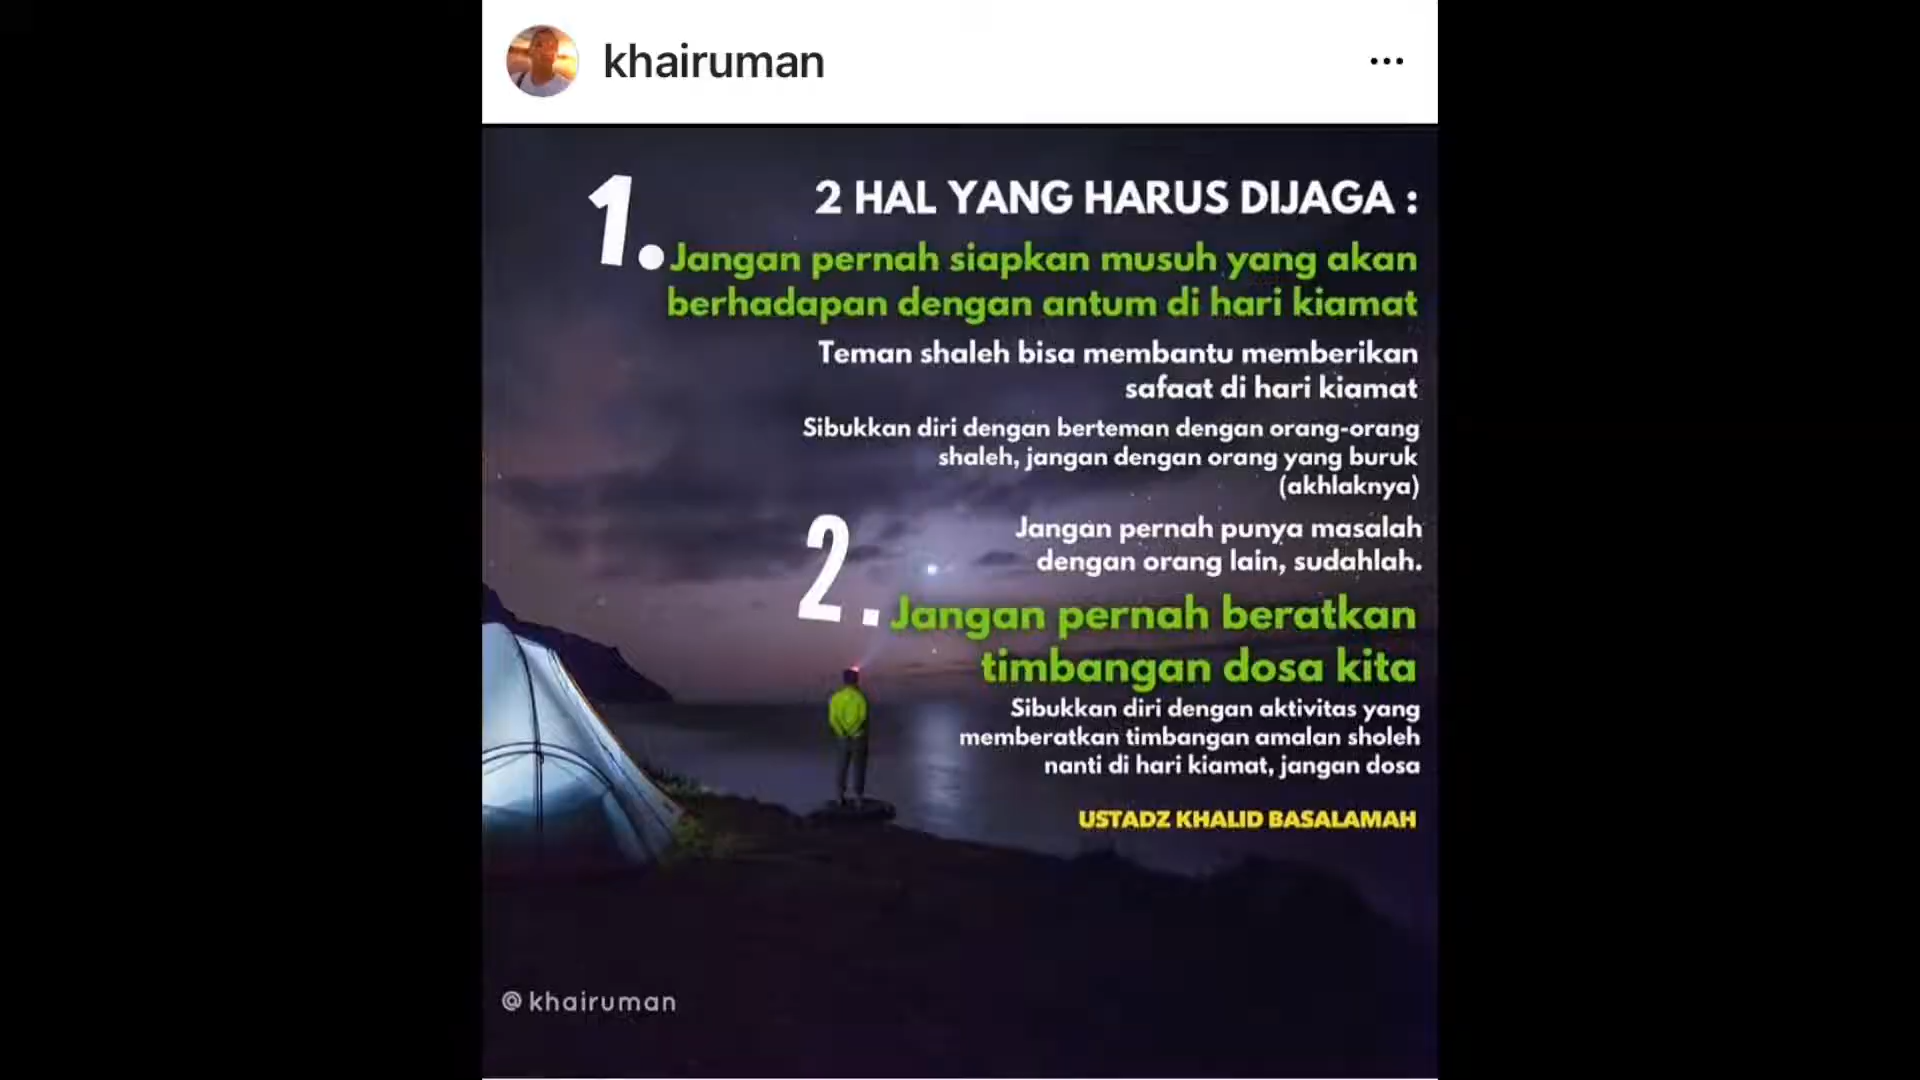 khairuman
2 HAL YANG HARUS DIJAGA :
1. Jangan pernah siapkan musuh yang akan
berhadapan dengan antum di hari kiamat
Teman shaleh bisa membantu memberikan
safaat di hari kiamat
Sibukkan diri dengan berteman dengan orang-orang
shaleh, jangan dengan orang yang buruk
(akhlaknya)
Jangan pernah punya masalah
dengan orang lain, sudahlah.
2. Jangan pernah beratkan
timbangan dosa kita
Sibukkan diri dengan aktivitas yang
memberatkan timbangan amalan sholeh
nanti di hari kiamat, jangan dosa
USTADZ KHALID BASALAMAH
@khairuman